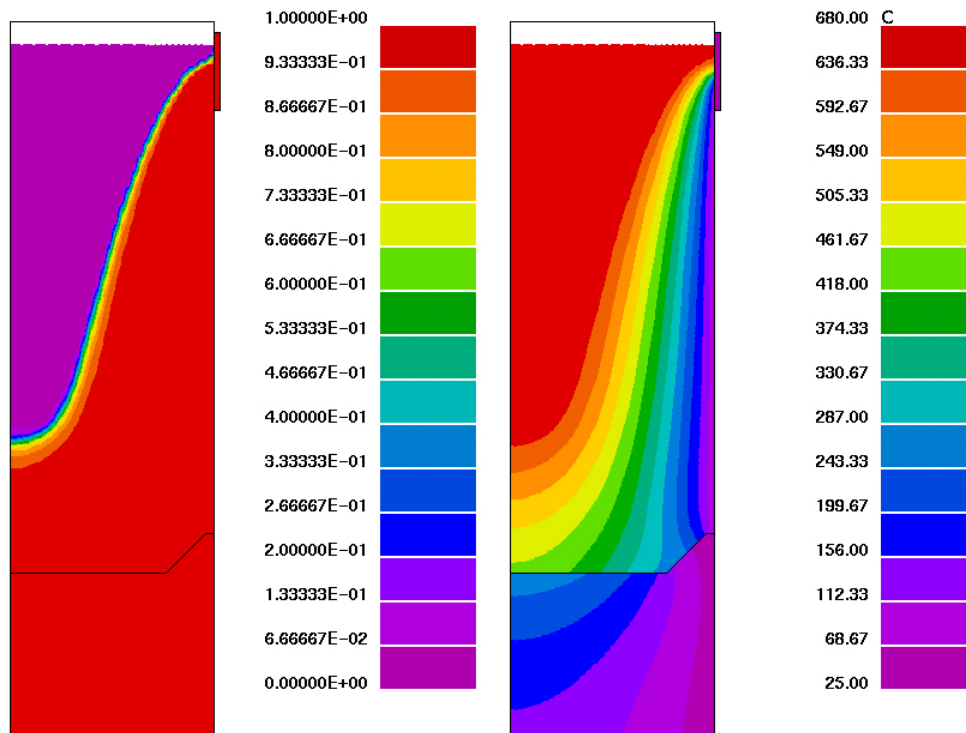 1.00000E+00
9.33333E-01
8.66667E-01
8.00000E-01
7.33333E-01
6.66667E-01
6.00000E-01
5.33333E-01
4.66667E-01
4.00000E-01
3.33333E-01
2.66667E-01
2.00000E-01
1.33333E-01
6.66667E-02
0.00000E+00
680.00 C
636.33
592.67
549.00
505.33
461.67
418.00
374.33
330.67
287.00
243.33
199.67
156.00
112.33
68.67
25.00